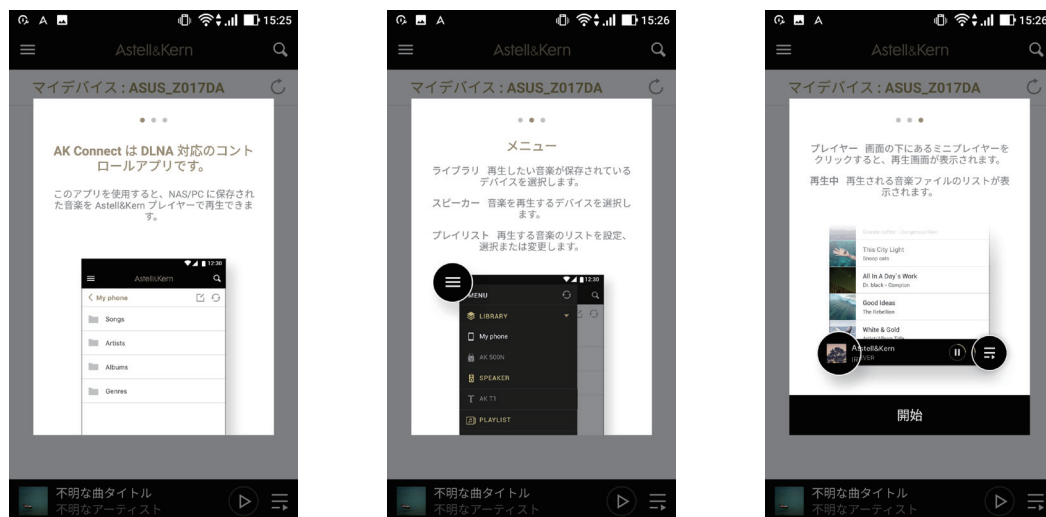 15:25
Astell&Kern
マイデバイス : ASUS_Z017DA
AK Connect は DLNA 対応のコント
ロールアプリです。
このアプリを使用すると、NAS/PC に保存され
た音楽を Astell&Kern プレイヤーで再生できま
す。
12:30
Astell&Kern
My phone
Songs
Artists
Albums
Genres
不明な曲タイトル
不明なアーティスト
15:26
Astell&Kern
マイデバイス : ASUS_Z017DA
メニュー
ライブラリ 再生したい音楽が保存されている
デバイスを選択します。
スピーカー 音楽を再生するデバイスを選択し
ます。
プレイリスト 再生する音楽のリストを設定、
選択または変更します。
12:30
MENU
LIBRARY
My phone
AK 500N
SPEAKER
AK T1
PLAYLIST
不明な曲タイトル
不明なアーティスト
15:26
Astell&Kern
マイデバイス : ASUS_Z017DA
プレイヤー 画面の下にあるミニプレイヤーを
クリックすると、再生画面が表示されます。
再生中 再生される音楽ファイルのリストが表
示されます。
This City Light
Snoop cats
All In A Day's Work
Dr. black - Compton
Good Ideas
The Rebellion
White & Gold
Astell&Kern
開始
不明な曲タイトル
不明なアーティスト